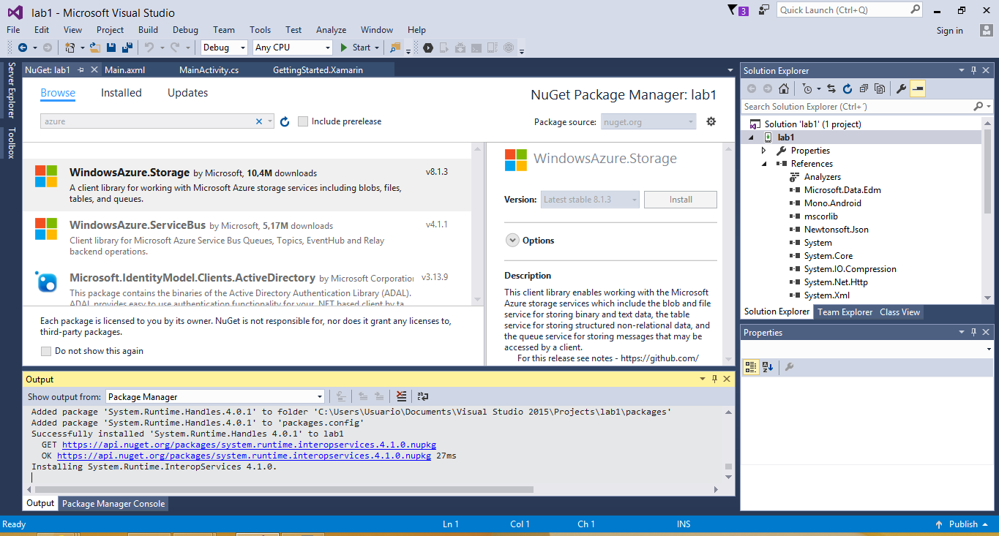 lab1 - Microsoft Visual Studio
3
Quick Launch (Ctrl+Q)
File Edit View Project Build Debug Team Tools Test Analyze Window Help
Sign in
Debug Any CPU Start
Server Explorer
Toolbox
NuGet: lab1 Main.axml MainActivity.cs GettingStarted.Xamarin
Browse Installed Updates
NuGet Package Manager: lab1
azure
Include prerelease
Package source: nuget.org
WindowsAzure.Storage by Microsoft, 10,4M downloads v8.1.3
A client library for working with Microsoft Azure storage services including blobs, files,
tables, and queues.
WindowsAzure.ServiceBus by Microsoft, 5,17M downloads v4.1.1
Client library for Microsoft Azure Service Bus Queues, Topics, EventHub and Relay
backend operations.
Microsoft.IdentityModel.Clients.ActiveDirectory by Microsoft Corporation v3.13.9
This package contains the binaries of the Active Directory Authentication Library (ADAL).
ADAL provides easy to use authentication functionality for your .NET based client by ta
Each package is licensed to you by its owner. NuGet is not responsible for, nor does it grant any licenses to,
third-party packages.
Do not show this again
WindowsAzure.Storage
Version: Latest stable 8.1.3 Install
Options
Description
This client library enables working with the Microsoft
Azure storage services which include the blob and file
service for storing binary and text data, the table
service for storing structured non-relational data, and
the queue service for storing messages that may be
accessed by a client.
For this release see notes - https://github.com/
Output
Show output from: Package Manager
Added package 'System.Runtime.Handles.4.0.1' to folder 'C:\Users\Usuario\Documents\Visual Studio 2015\Projects\lab1\packages'
Added package 'System.Runtime.Handles.4.0.1' to 'packages.config'
Successfully installed 'System.Runtime.Handles 4.0.1' to lab1
GET https://api.nuget.org/packages/system.runtime.interopservices.4.1.0.nupkg
OK https://api.nuget.org/packages/system.runtime.interopservices.4.1.0.nupkg 27ms
Installing System.Runtime.InteropServices 4.1.0.
Output Package Manager Console
Solution Explorer
Search Solution Explorer (Ctrl+´)
Solution 'lab1' (1 project)
lab1
Properties
References
Analyzers
Microsoft.Data.Edm
Mono.Android
mscorlib
Newtonsoft.Json
System
System.Core
System.IO.Compression
System.Net.Http
System.Xml
Solution Explorer Team Explorer Class View
Properties
Ready Ln 1 Col 1 Ch 1 INS Publish